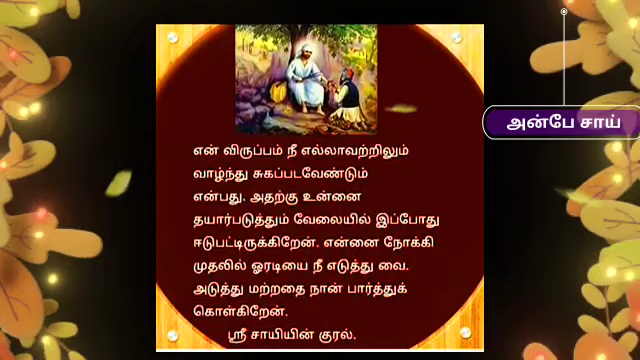 என் விருப்பம் நீ எல்லாவற்றிலும்
வாழ்ந்து சுகப்படவேண்டும்
என்பது. அதற்கு உன்னை
தயார்படுத்தும் வேலையில் இப்போது
ஈடுபட்டிருக்கிறேன். என்னை நோக்கி
முதலில் ஓரடியை நீ எடுத்து வை.
அடுத்து மற்றதை நான் பார்த்துக்
கொள்கிறேன்.
ஸ்ரீ சாயியின் குரல்.
அன்பே சாய்